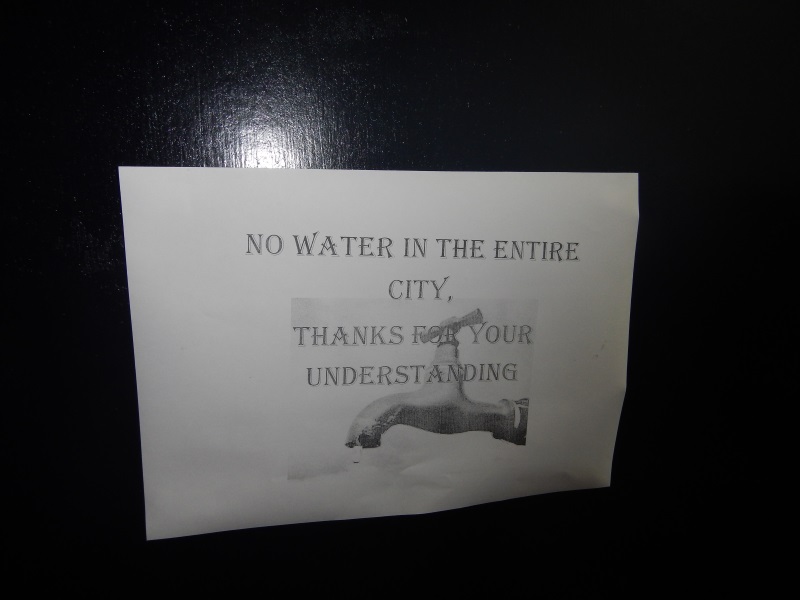 NO WATER IN THE ENTIRE
CITY,
THANKS FOR YOUR
UNDERSTANDING